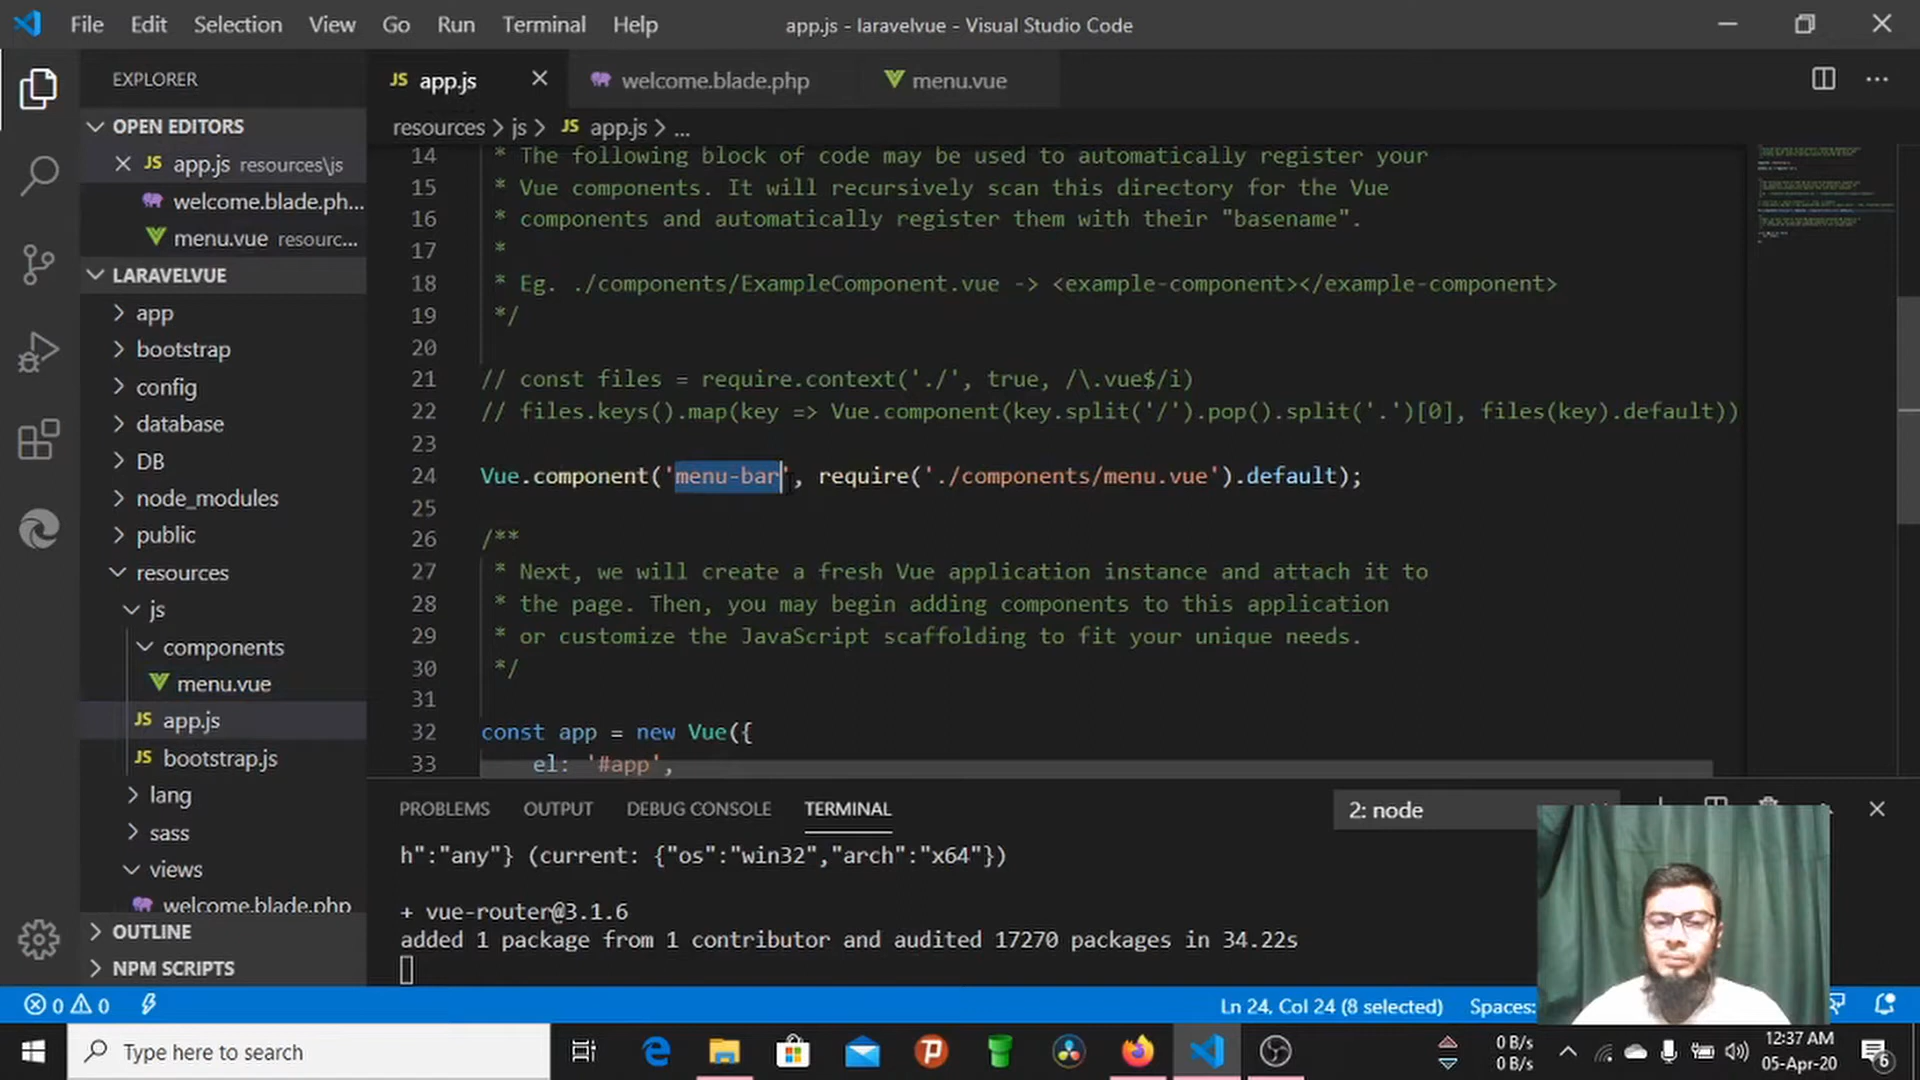 File Edit Selection View Go Run Terminal Help app.js - laravelvue - Visual Studio Code
EXPLORER
JS app.js welcome.blade.php menu.vue
OPEN EDITORS
JS app.js resources\js
welcome.blade.ph...
menu.vue resourc...
LARAVELVUE
app
bootstrap
config
database
DB
node_modules
public
resources
js
components
menu.vue
JS app.js
JS bootstrap.js
lang
sass
views
welcome.blade.php
OUTLINE
NPM SCRIPTS
resources > js > JS app.js > ...
14 * The following block of code may be used to automatically register your
15 * Vue components. It will recursively scan this directory for the Vue
16 * components and automatically register them with their "basename".
17 *
18 * Eg. ./components/ExampleComponent.vue -> <example-component></example-component>
19 */
20
21 // const files = require.context('./', true, /\.vue$/i)
22 // files.keys().map(key => Vue.component(key.split('/').pop().split('.')[0], files(key).default))
23
24 Vue.component('menu-bar', require('./components/menu.vue').default);
25
26 /**
27 * Next, we will create a fresh Vue application instance and attach it to
28 * the page. Then, you may begin adding components to this application
29 * or customize the JavaScript scaffolding to fit your unique needs.
30 */
31
32 const app = new Vue({
33 el: '#app',
PROBLEMS OUTPUT DEBUG CONSOLE TERMINAL 2: node
h":"any"} (current: {"os":"win32","arch":"x64"})
+ vue-router@3.1.6
added 1 package from 1 contributor and audited 17270 packages in 34.22s
0 0 Ln 24, Col 24 (8 selected) Spaces:
Type here to search
0 B/s
0 B/s
12:37 AM
05-Apr-20
6